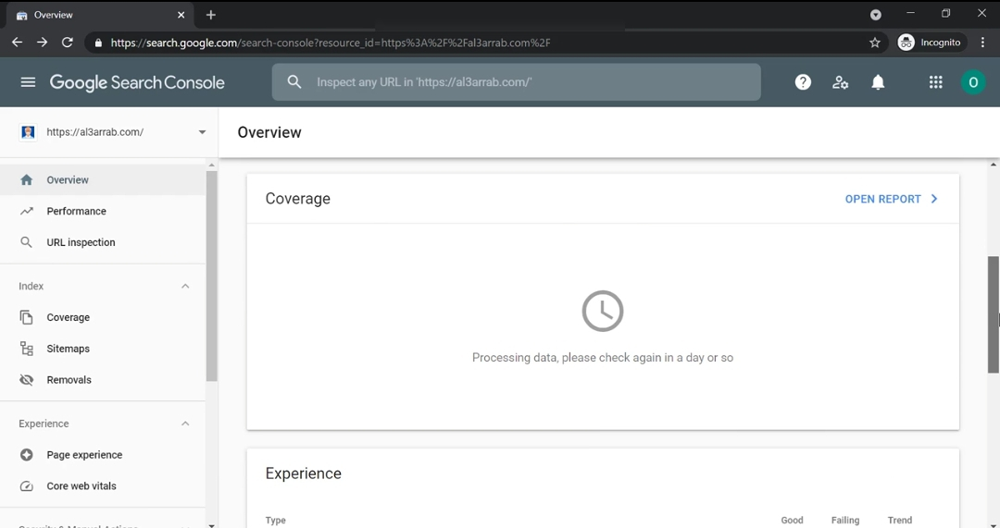 Overview
https://search.google.com/search-console?resource_id=https%3A%2F%2Fal3arrab.com%2F
Incognito
Google Search Console
Inspect any URL in 'https://al3arrab.com/'
O
https://al3arrab.com/
Overview
Overview
Performance
URL inspection
Index
Coverage
Sitemaps
Removals
Experience
Page experience
Core web vitals
Security & Manual Actions
Coverage
OPEN REPORT
Processing data, please check again in a day or so
Experience
Type Good Failing Trend